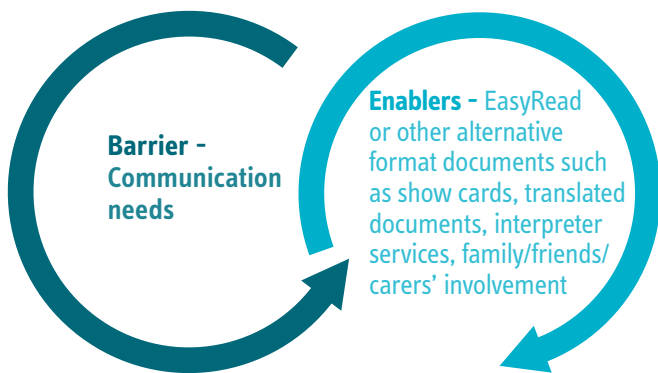 Barrier -
Communication
needs
Enablers - EasyRead
or other alternative
format documents such
as show cards, translated
documents, interpreter
services, family/friends/
carers’ involvement